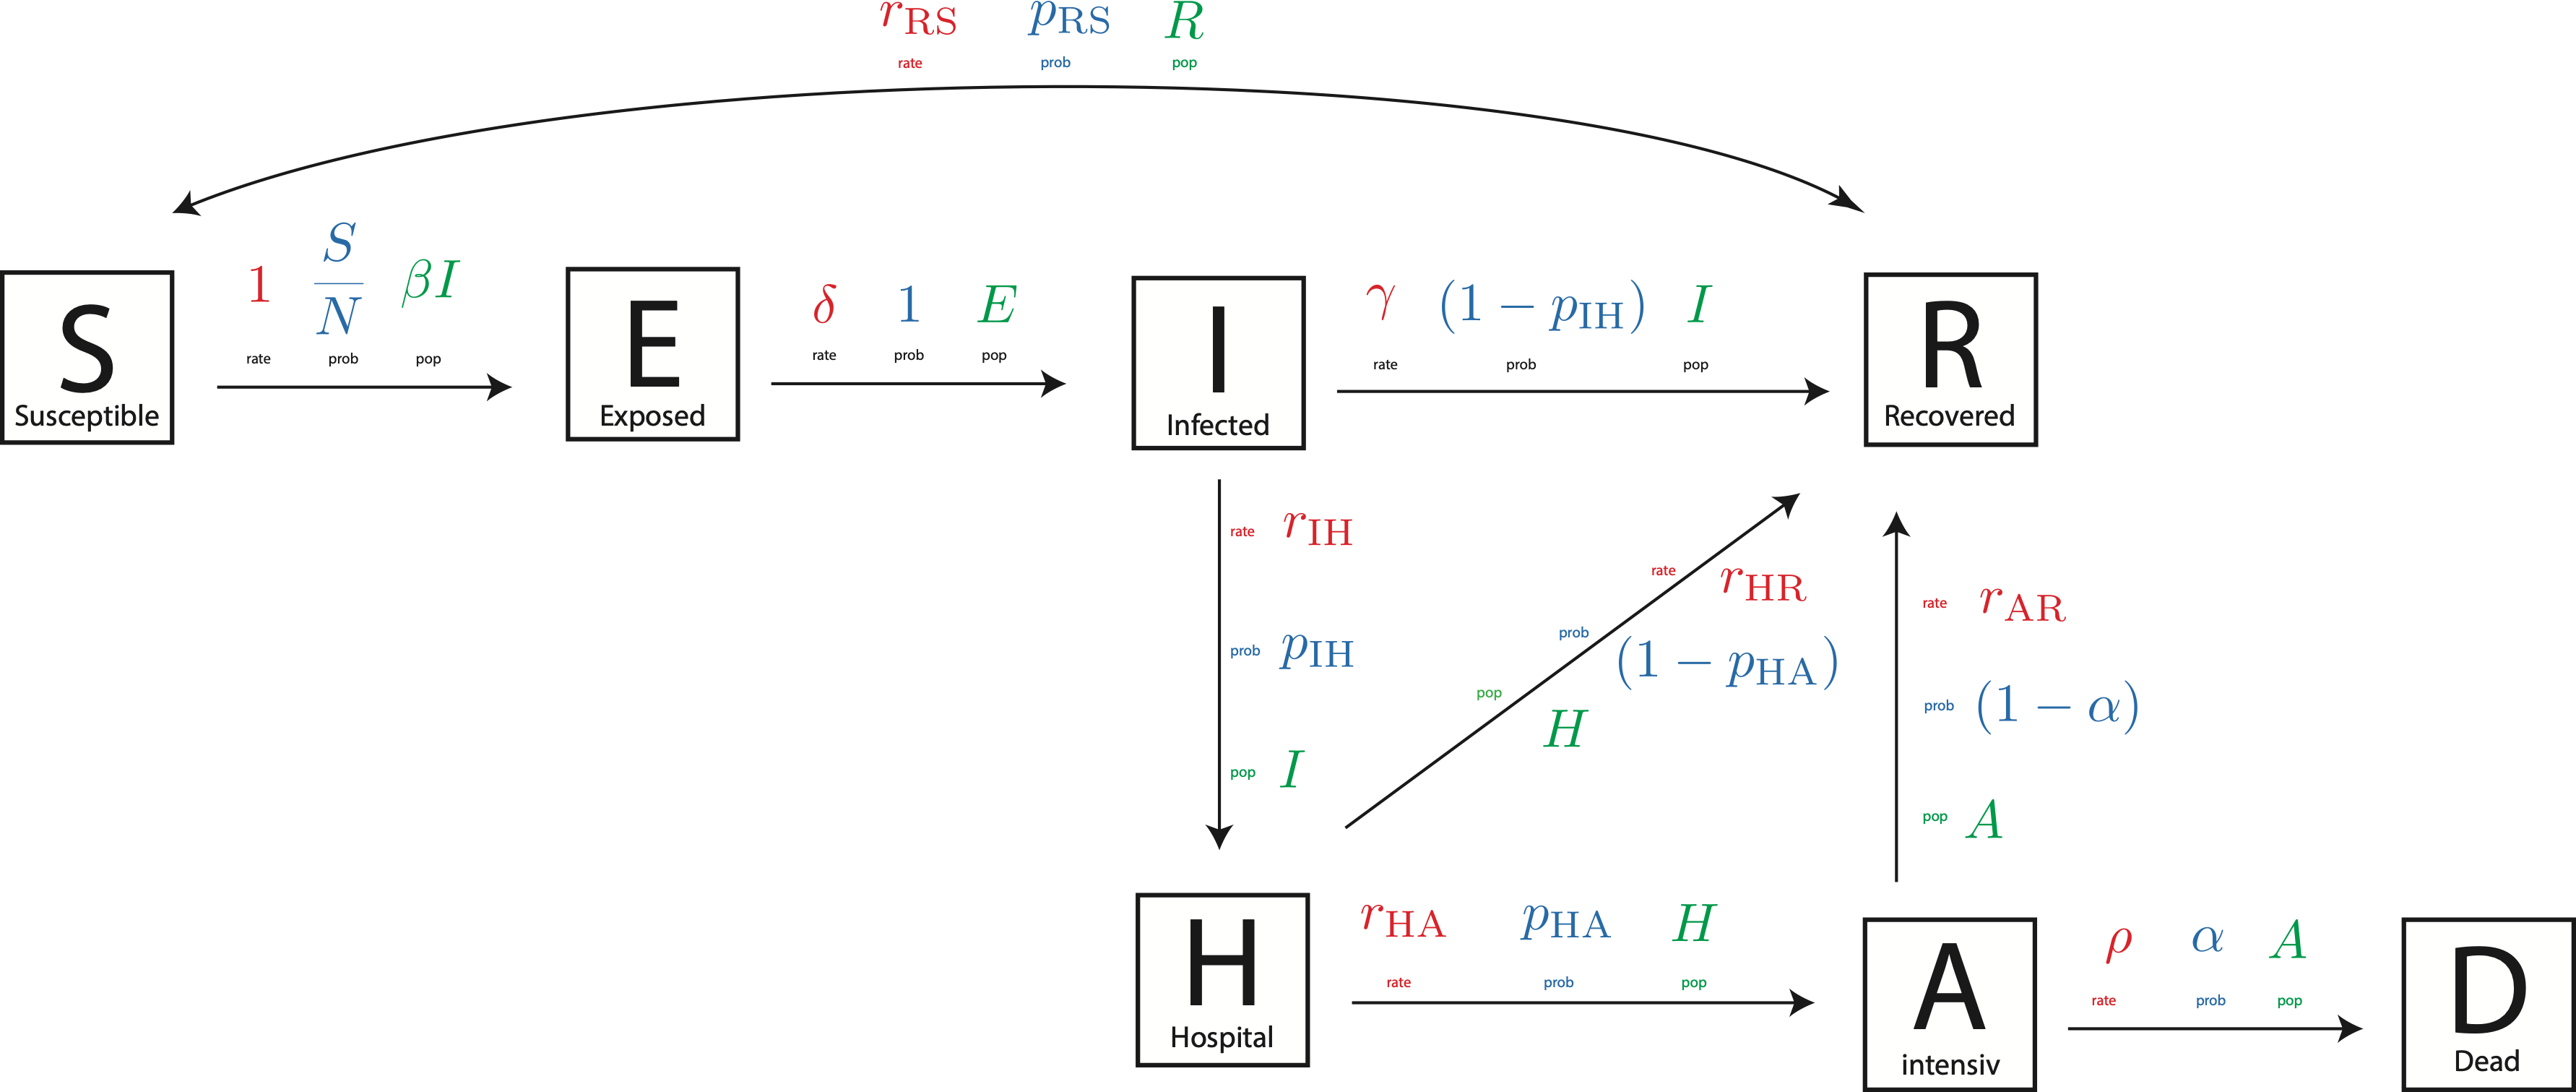 r_RS p_RS R
rate prob pop
1 S/N βI
rate prob pop
S
Susceptible
E
Exposed
δ 1 E
rate prob pop
I
Infected
γ (1 − p_IH) I
rate prob pop
R
Recovered
rate r_IH
prob p_IH
pop I
rate r_HR
prob (1 − p_HA)
pop H
rate r_AR
prob (1 − α)
pop A
H
Hospital
r_HA p_HA H
rate prob pop
A
intensiv
ρ α A
rate prob pop
D
Dead